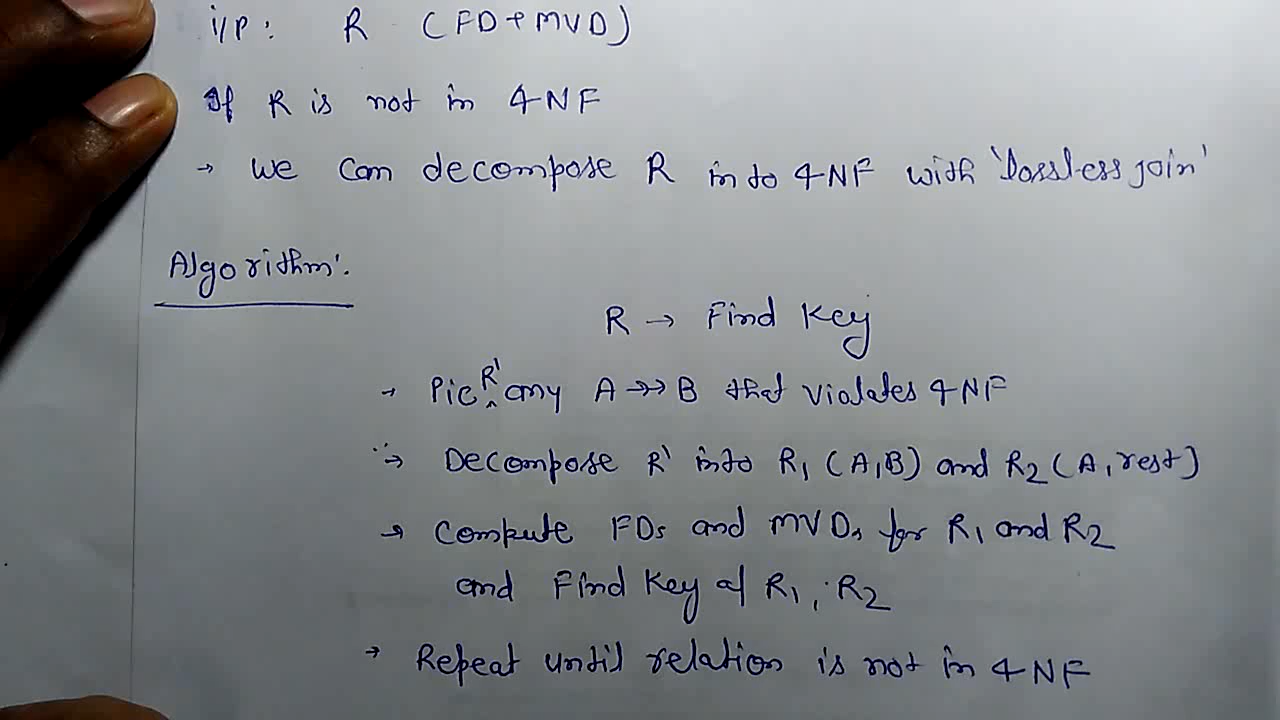 i/p: R (FD+MVD)
If R is not in 4NF
→ We can decompose R into 4NF with 'lossless join'
Algorithm:
R → Find Key
→ Pic R' any A →→ B that violates 4NF
→ Decompose R' into R1 (A,B) and R2 (A, rest)
→ Compute FDs and MVDs for R1 and R2
and Find Key of R1, R2
→ Repeat until relation is not in 4NF